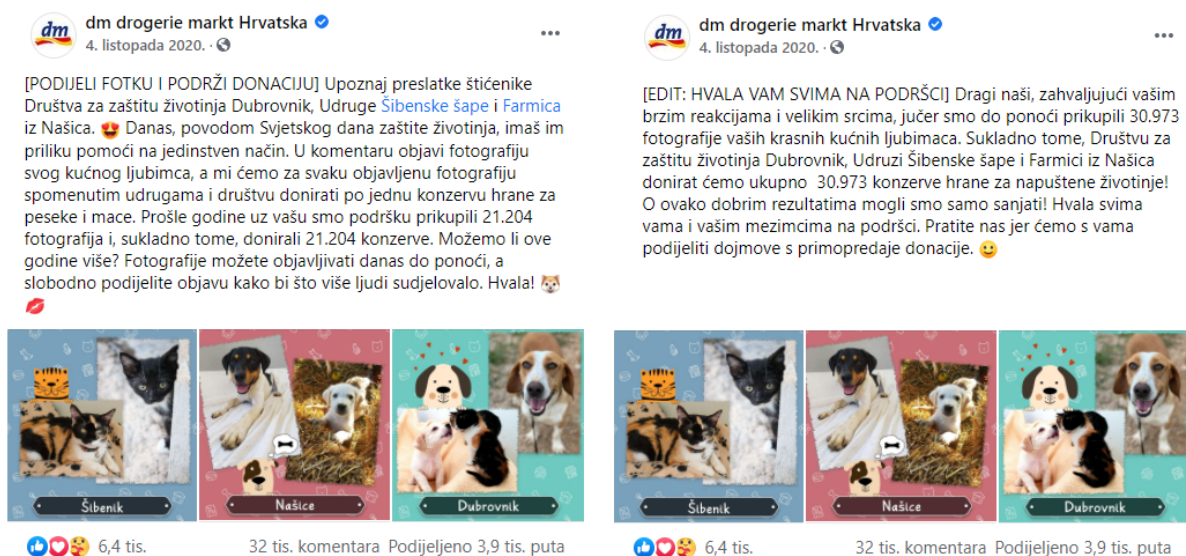 dm drogerie markt Hrvatska
4. listopada 2020. ·
[PODIJELI FOTKU I PODRŽI DONACIJU] Upoznaj preslatke štićenike
Društva za zaštitu životinja Dubrovnik, Udruge Šibenske šape i Farmica
iz Našica. 😍 Danas, povodom Svjetskog dana zaštite životinja, imaš im
priliku pomoći na jedinstven način. U komentaru objavi fotografiju
svog kućnog ljubimca, a mi ćemo za svaku objavljenu fotografiju
spomenutim udrugama i društvu donirati po jednu konzervu hrane za
peseke i mace. Prošle godine uz vašu smo podršku prikupili 21.204
fotografija i, sukladno tome, donirali 21.204 konzerve. Možemo li ove
godine više? Fotografije možete objavljivati danas do ponoći, a
slobodno podijelite objavu kako bi što više ljudi sudjelovalo. Hvala! 🐱
💋
dm
Šibenik
Našice
Dubrovnik
6,4 tis.
32 tis. komentara Podijeljeno 3,9 tis. puta
dm drogerie markt Hrvatska
4. listopada 2020. ·
[EDIT: HVALA VAM SVIMA NA PODRŠCI] Dragi naši, zahvaljujući vašim
brzim reakcijama i velikim srcima, jučer smo do ponoći prikupili 30.973
fotografije vaših krasnih kućnih ljubimaca. Sukladno tome, Društvu za
zaštitu životinja Dubrovnik, Udruzi Šibenske šape i Farmici iz Našica
donirat ćemo ukupno 30.973 konzerve hrane za napuštene životinje!
O ovako dobrim rezultatima mogli smo samo sanjati! Hvala svima
vama i vašim mezimcima na podršci. Pratite nas jer ćemo s vama
podijeliti dojmove s primopredaje donacije. 🙂
dm
Šibenik
Našice
Dubrovnik
6,4 tis.
32 tis. komentara Podijeljeno 3,9 tis. puta